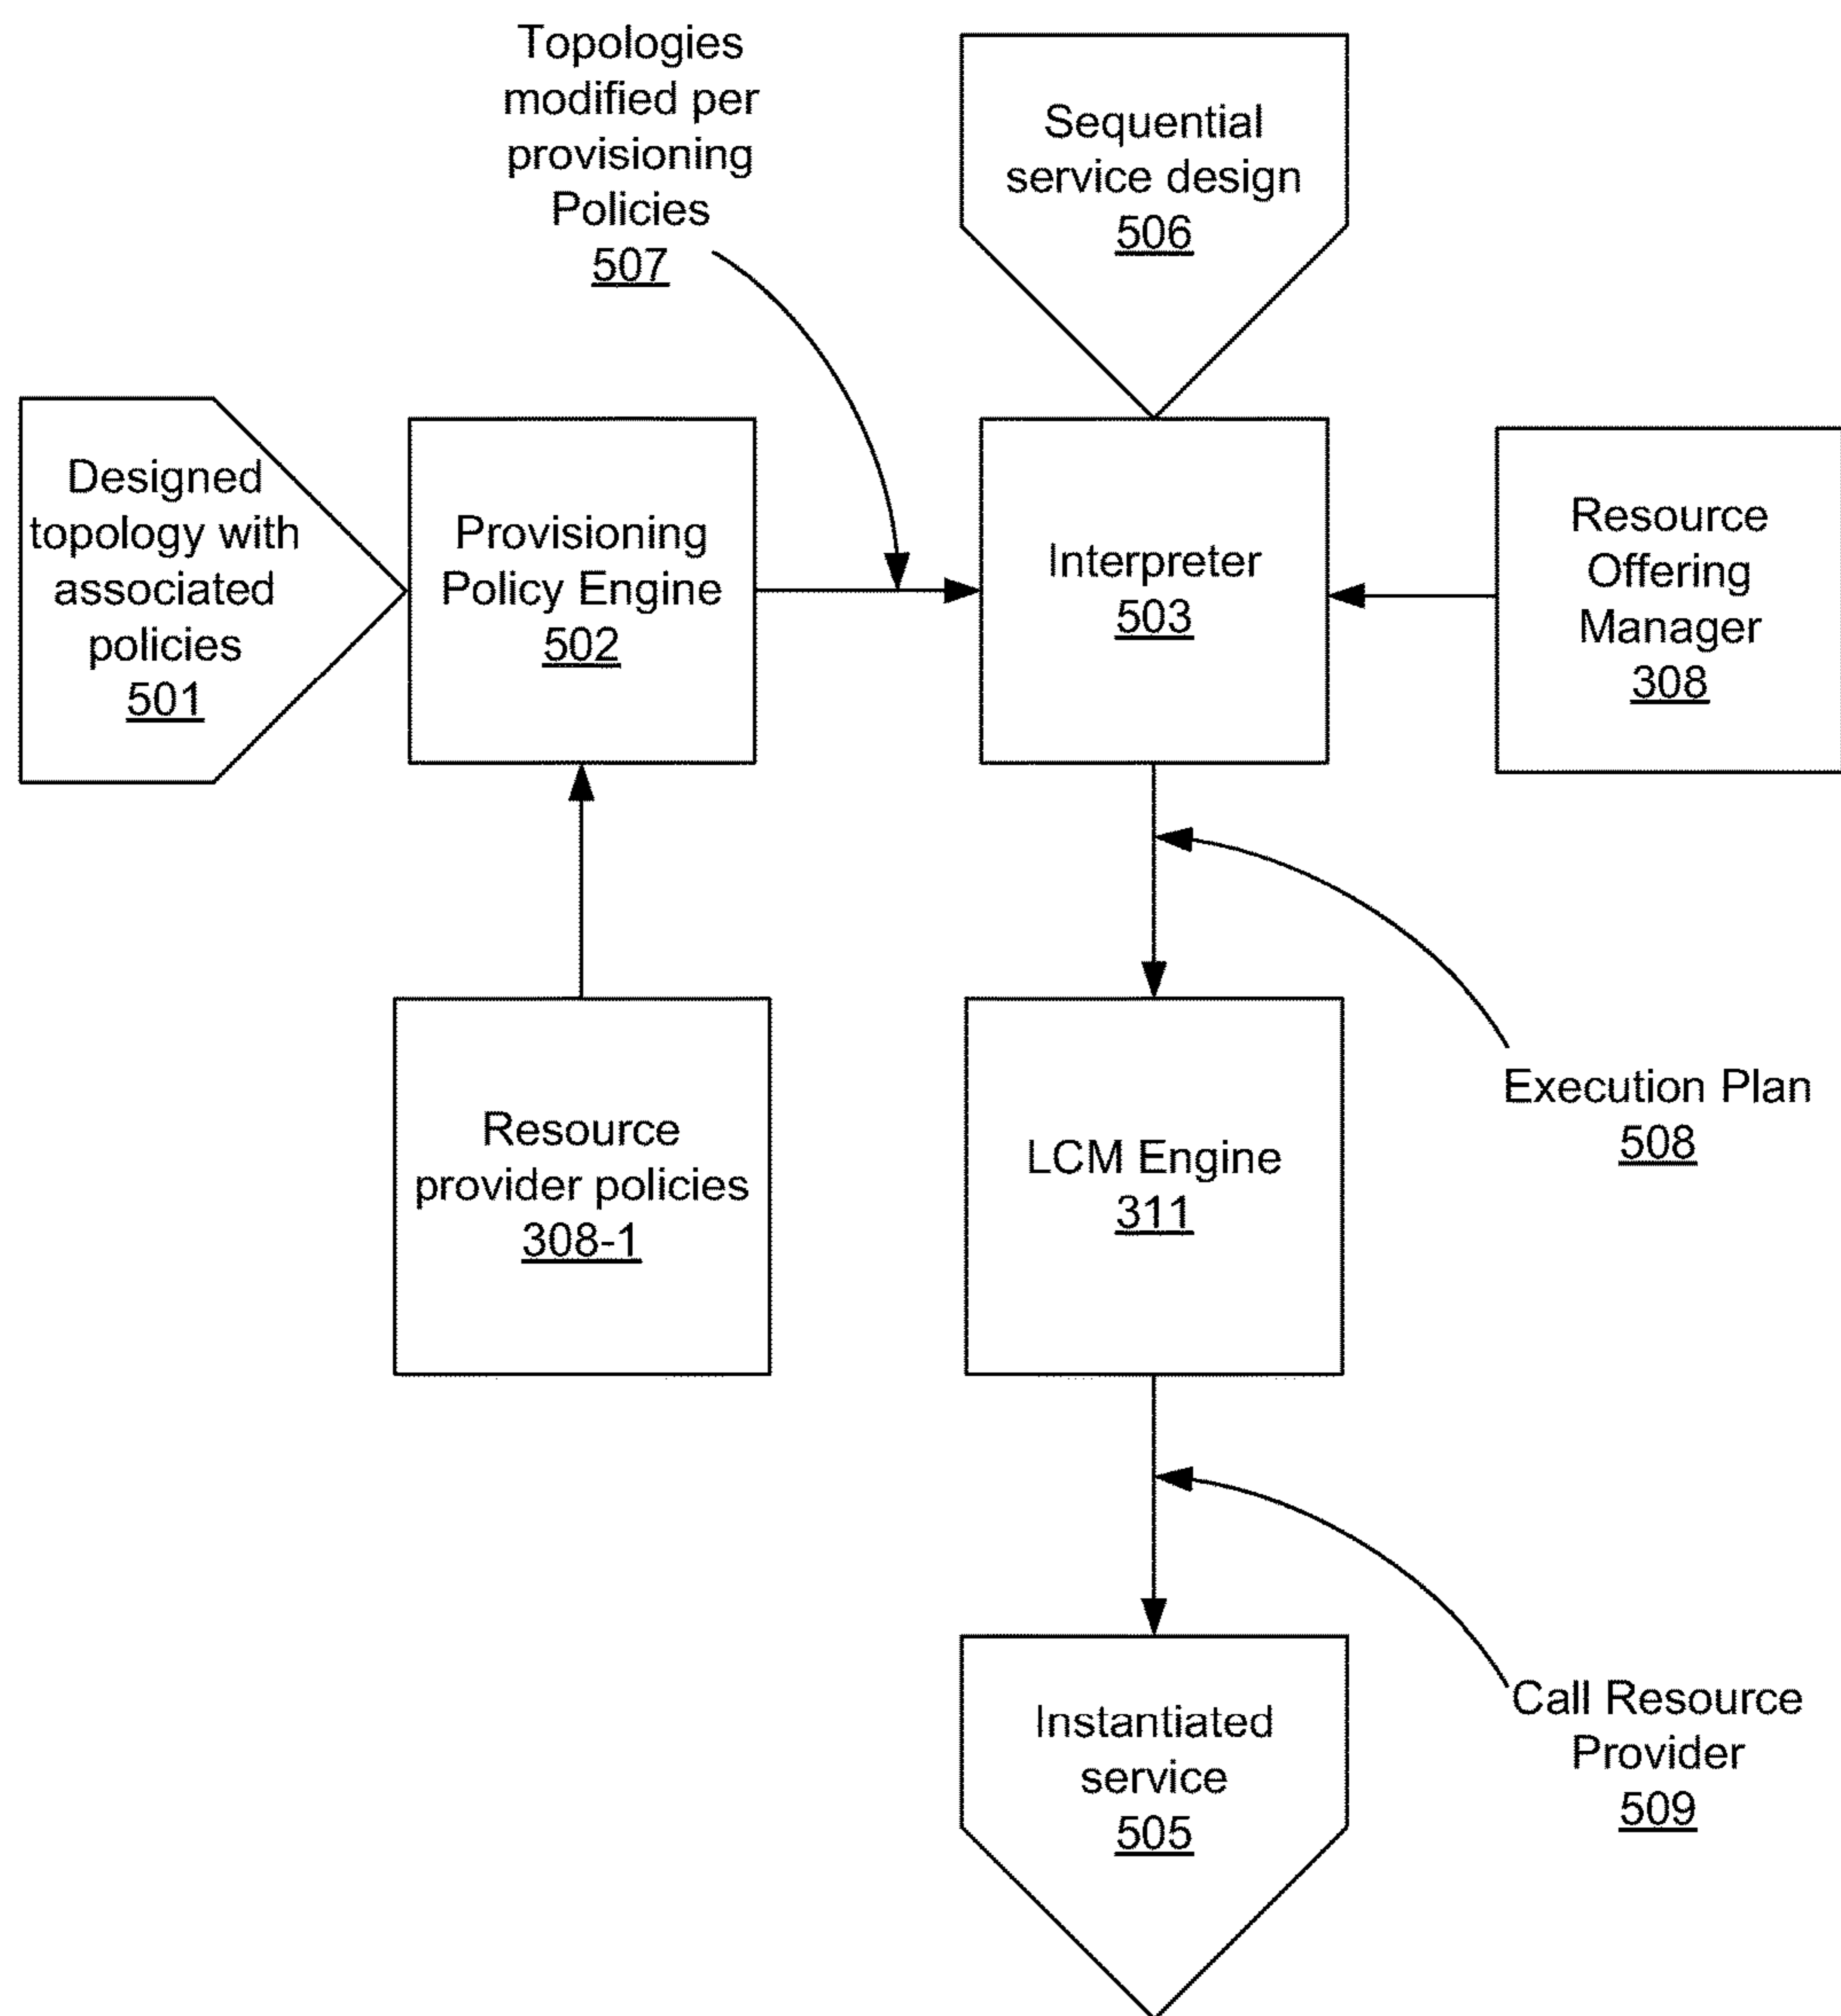 Topologies
modified per
provisioning
Policies
507
Sequential
service design
506
Designed
topology with
associated
policies
501
Provisioning
Policy Engine
502
Interpreter
503
Resource
Offering
Manager
308
Resource
provider policies
308-1
LCM Engine
311
Execution Plan
508
Instantiated
service
505
Call Resource
Provider
509